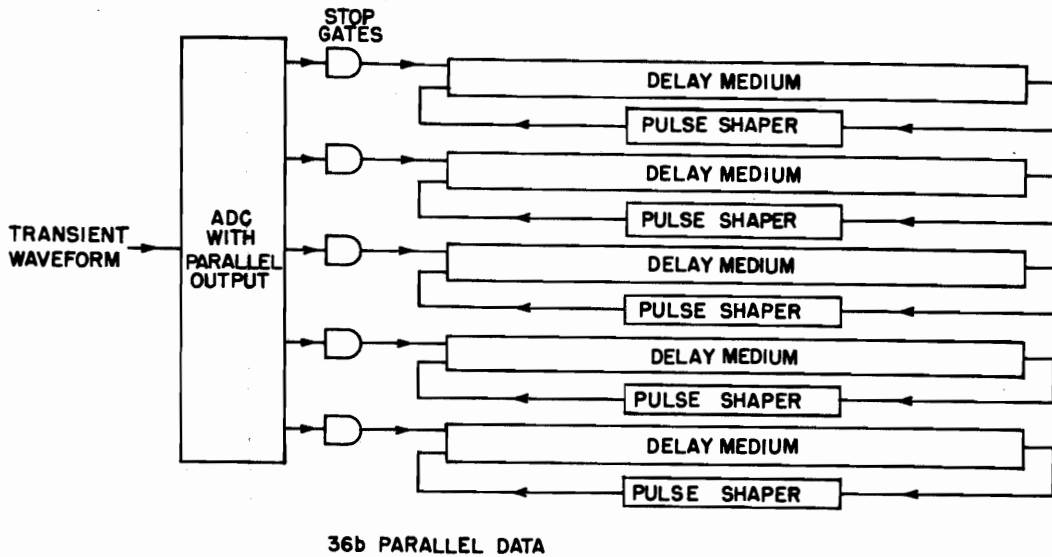 STOP
GATES
DELAY MEDIUM
PULSE SHAPER
DELAY MEDIUM
PULSE SHAPER
TRANSIENT
WAVEFORM
ADC
WITH
PARALLEL
OUTPUT
DELAY MEDIUM
PULSE SHAPER
DELAY MEDIUM
PULSE SHAPER
DELAY MEDIUM
PULSE SHAPER
36b PARALLEL DATA